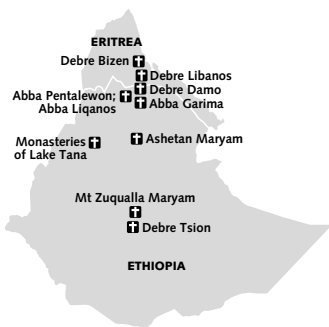 ERITREA
Debre Bizen
Debre Libanos
Debre Damo
Abba Pentalewon;
Abba Liqanos
Abba Garima
Ashetan Maryam
Monasteries
of Lake Tana
Mt Zuqualla Maryam
Debre Tsion
ETHIOPIA